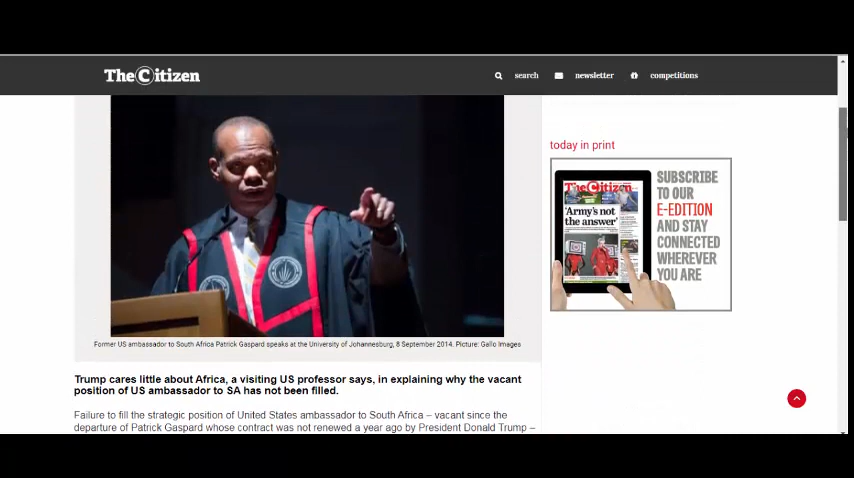 The Citizen
search
newsletter
competitions
Former US ambassador to South Africa Patrick Gaspard speaks at the University of Johannesburg, 8 September 2014. Picture: Gallo Images
Trump cares little about Africa, a visiting US professor says, in explaining why the vacant
position of US ambassador to SA has not been filled.
Failure to fill the strategic position of United States ambassador to South Africa – vacant since the
departure of Patrick Gaspard whose contract was not renewed a year ago by President Donald Trump –
today in print
The Citizen
'Army's not
the answer'
SUBSCRIBE
TO OUR
E-EDITION
AND STAY
CONNECTED
WHEREVER
YOU ARE